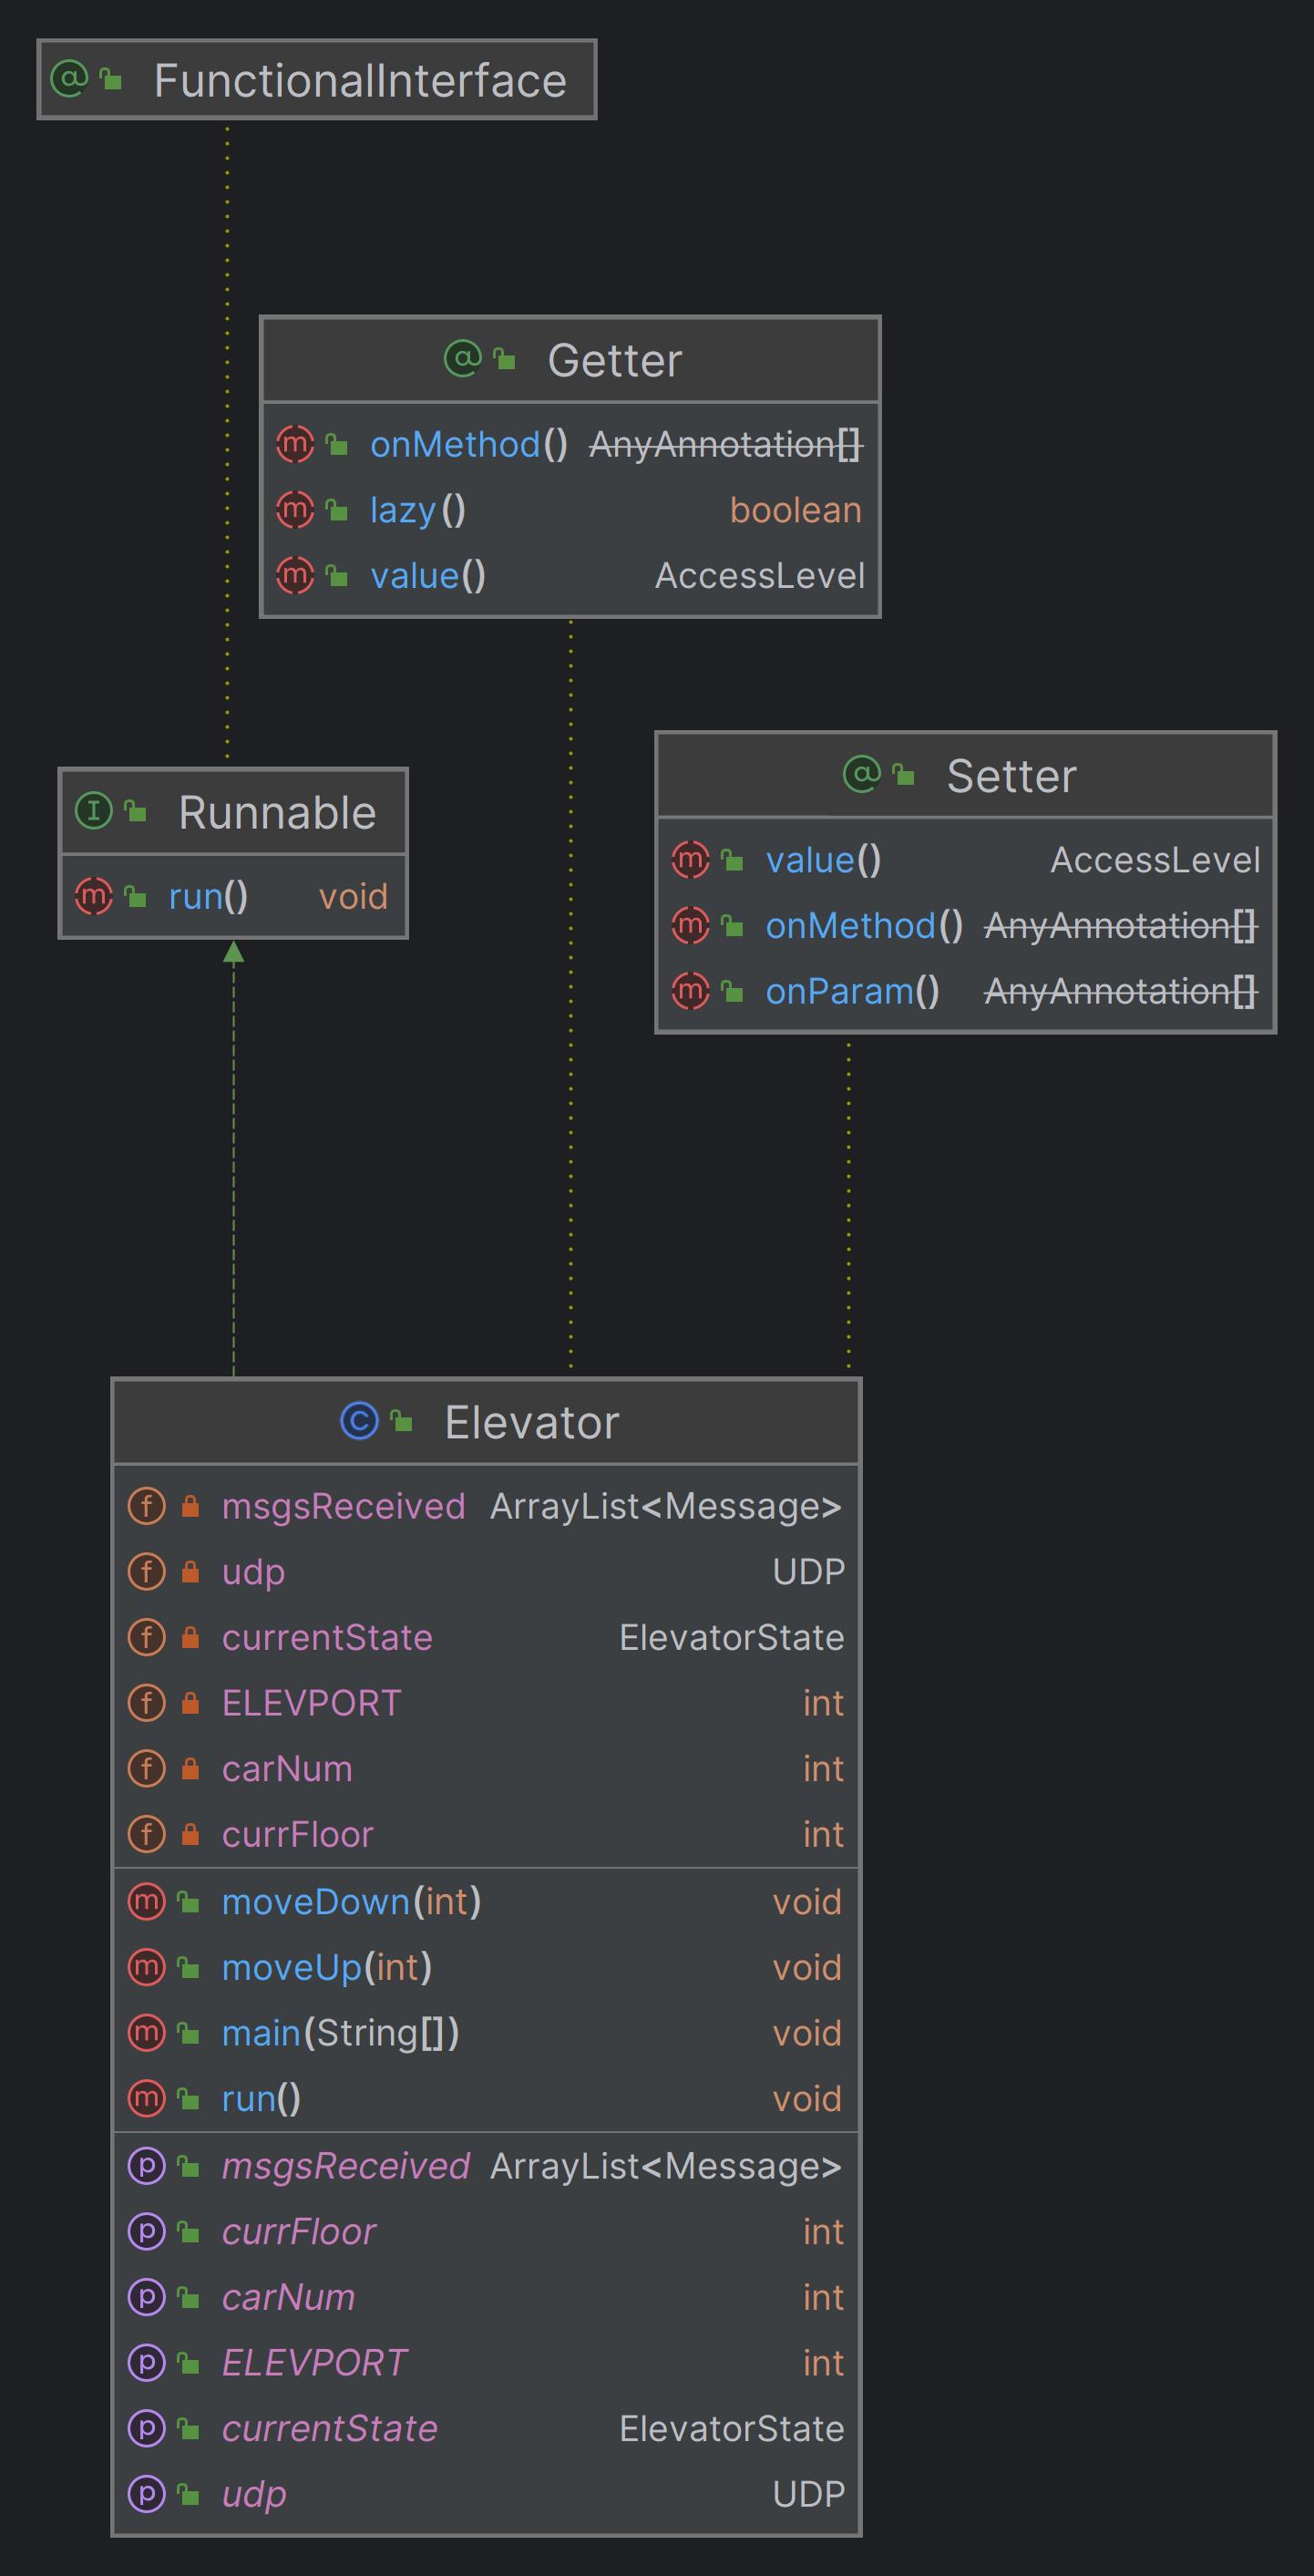 FunctionalInterface
Getter
onMethod() AnyAnnotation[]
lazy() boolean
value() AccessLevel
Setter
value() AccessLevel
onMethod() AnyAnnotation[]
onParam() AnyAnnotation[]
Runnable
run() void
Elevator
msgsReceived ArrayList<Message>
udp UDP
currentState ElevatorState
ELEVPORT int
carNum int
currFloor int
moveDown(int) void
moveUp(int) void
main(String[]) void
run() void
msgsReceived ArrayList<Message>
currFloor int
carNum int
ELEVPORT int
currentState ElevatorState
udp UDP